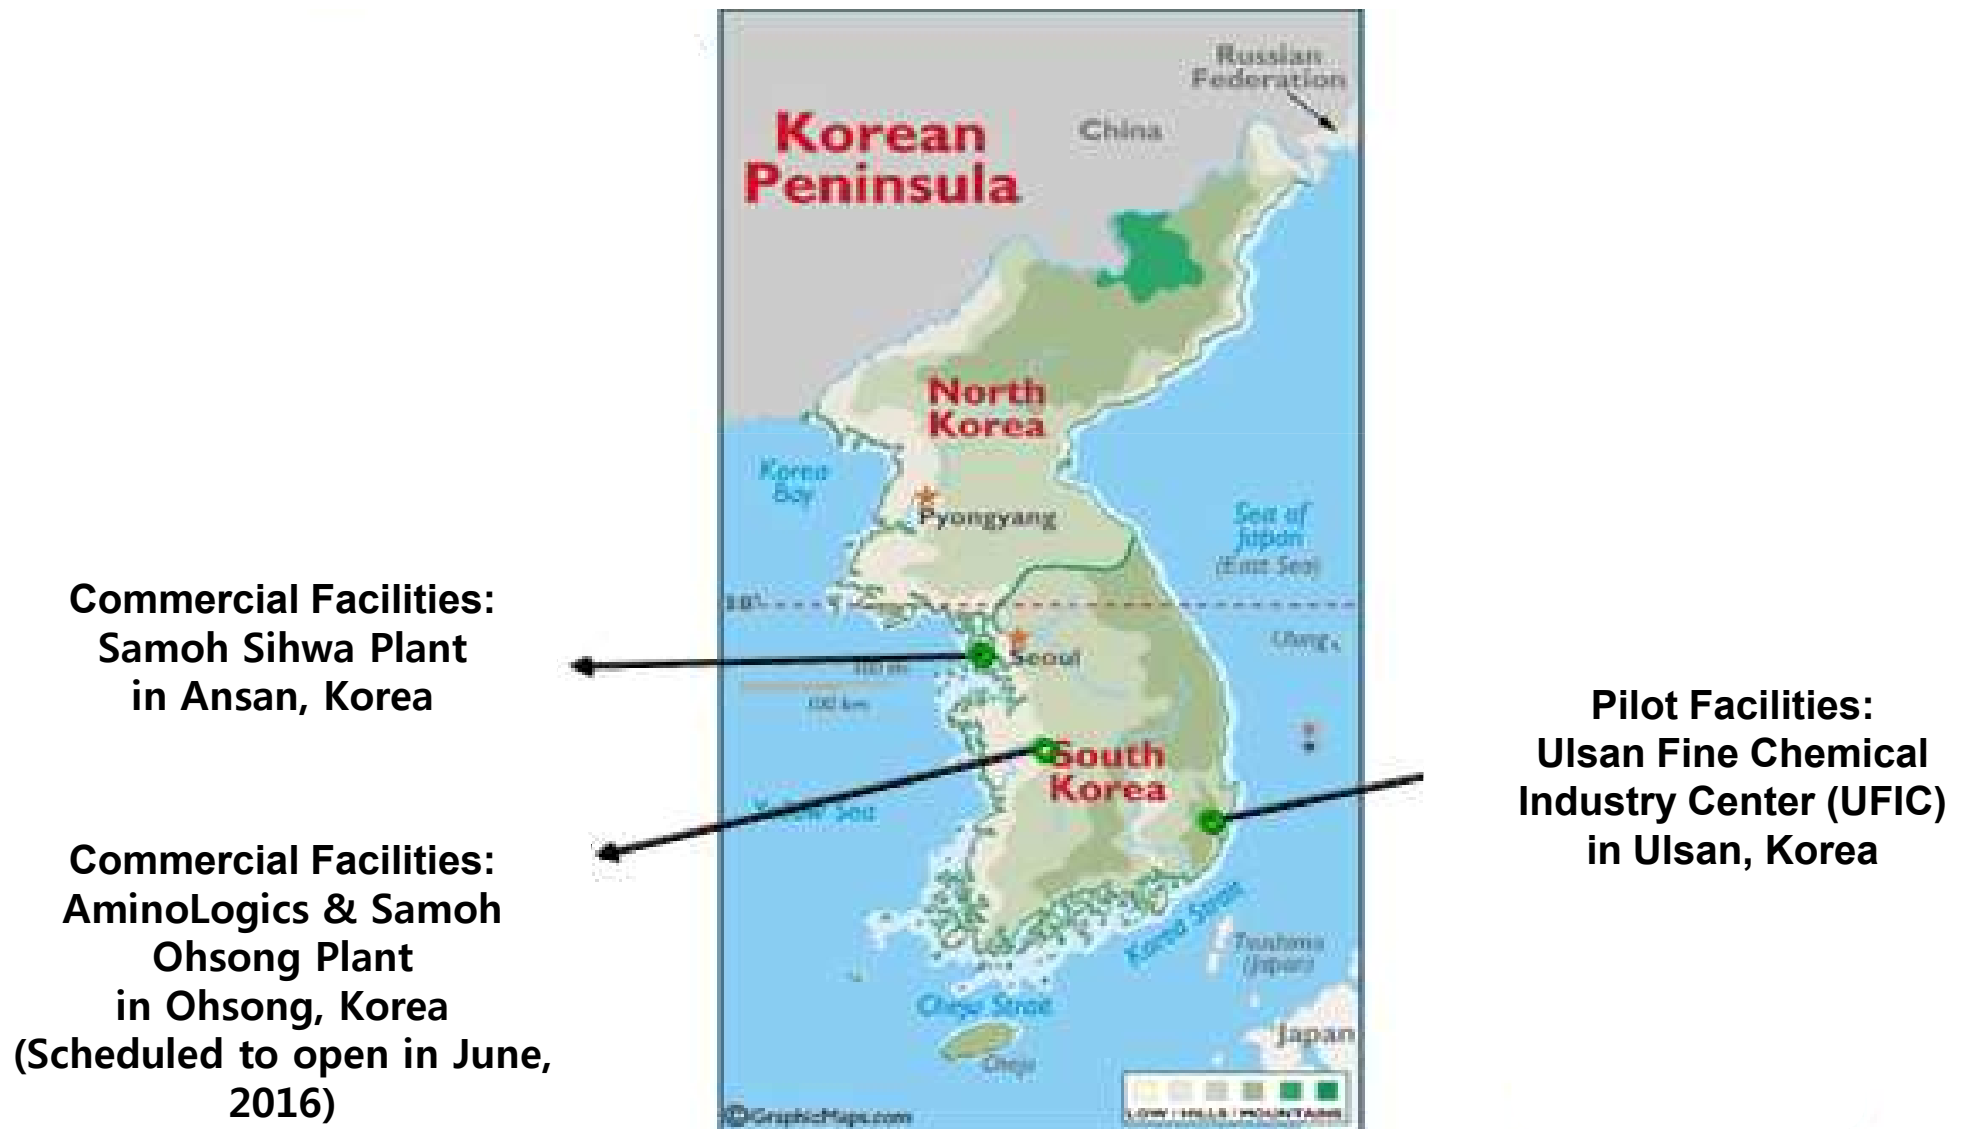 Russian
Federation
Korean
Peninsula
China
North
Korea
Korea
Bay
Pyongyang
Sea of
Japan
(East Sea)
Commercial Facilities:
Samoh Sihwa Plant
in Ansan, Korea
Seoul
100 km
South
Korea
Sea
Pilot Facilities:
Ulsan Fine Chemical
Industry Center (UFIC)
in Ulsan, Korea
Commercial Facilities:
AminoLogics & Samoh
Ohsong Plant
in Ohsong, Korea
(Scheduled to open in June,
2016)
Korea Strait
Tsushima
(Japan)
Cheju Strait
Cheju
Japan
LOW / HILLS / MOUNTAINS
©GraphicMaps.com